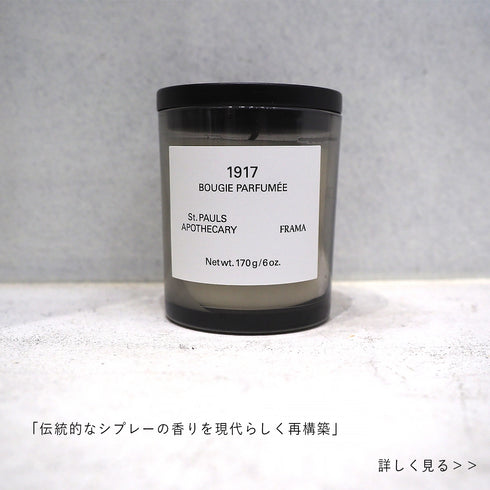 1917
BOUGIE PARFUMÉE
St. PAULS
APOTHECARY
FRAMA
Net wt. 170g/6 oz.
「伝統的なシプレーの香りを現代らしく再構築」
詳しく見る>>